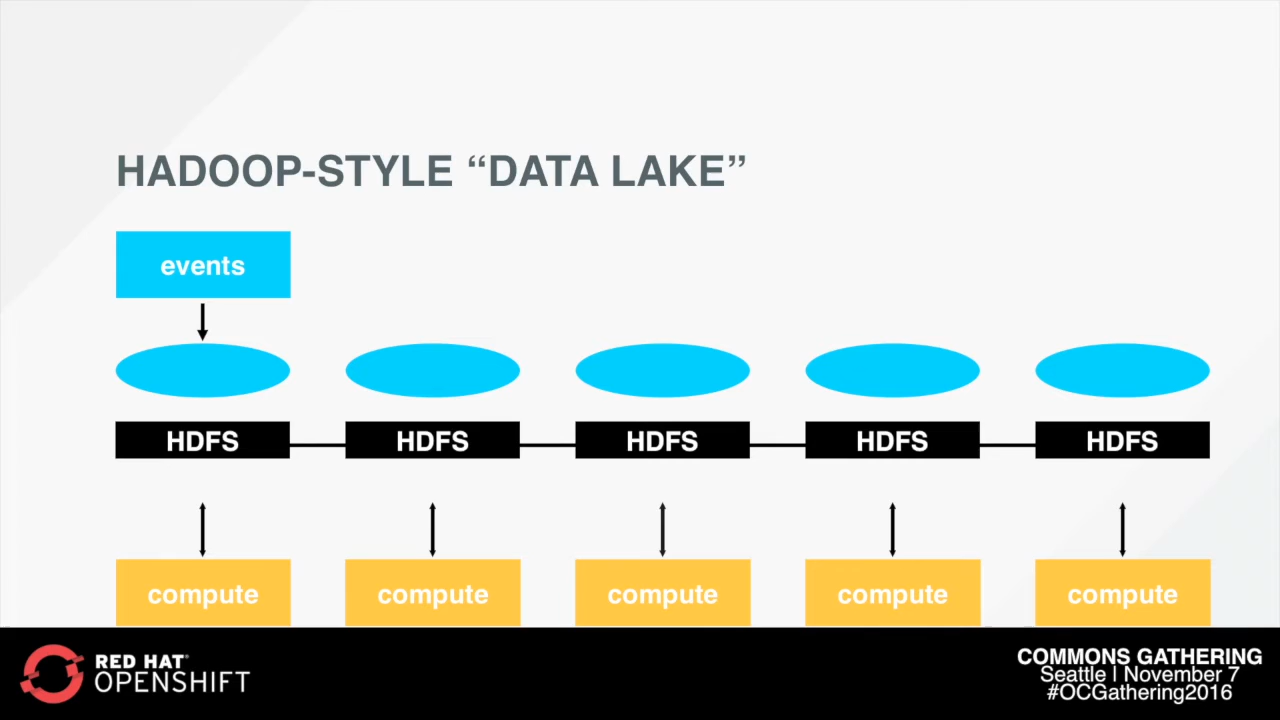 HADOOP-STYLE “DATA LAKE”
events
HDFS HDFS HDFS HDFS HDFS
compute compute compute compute compute
RED HAT®
OPENSHIFT
COMMONS GATHERING
Seattle | November 7
#OCGathering2016